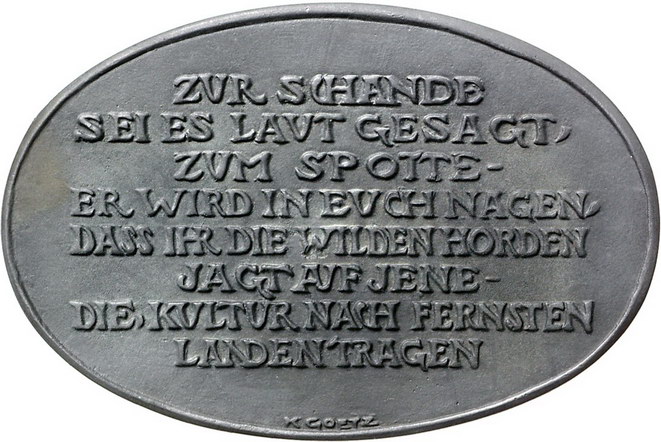 ZUR SCHANDE
SEI ES LAUT GESAGT,
ZUM SPOTTE-
ER WIRD IN EUCH NAGEN,
DASS IHR DIE WILDEN HORDEN
JAGT AUF JENE-
DIE, KULTUR NACH FERNSTEN
LANDEN TRAGEN
K GOETZ